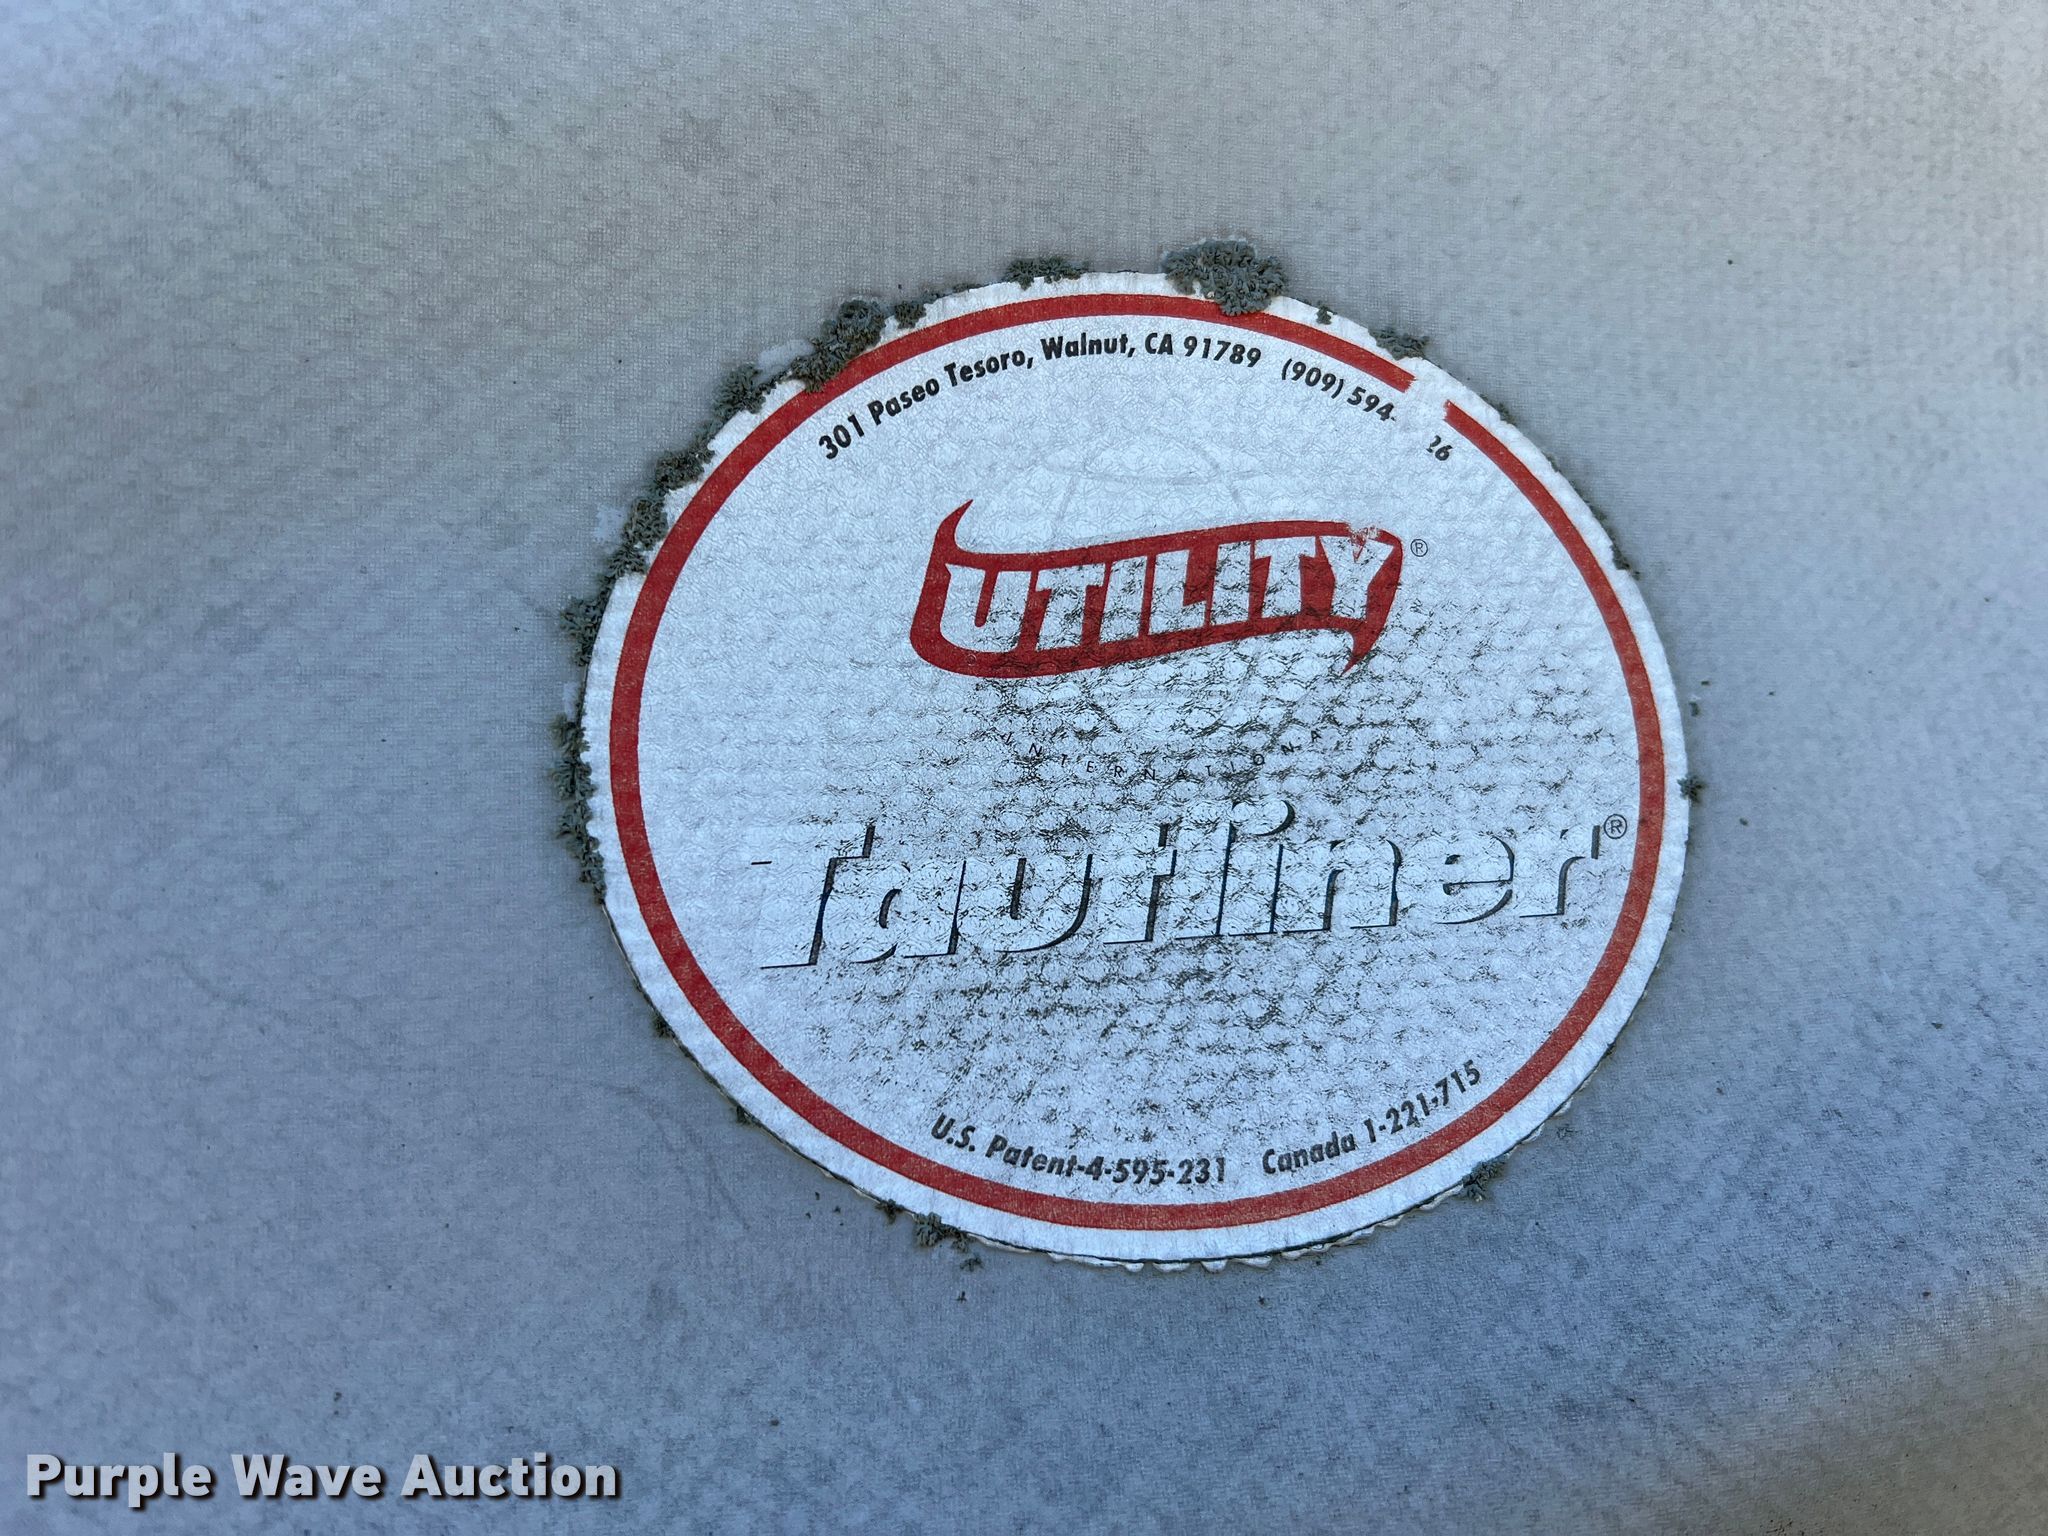 301 Paseo Tesoro, Walnut, CA 91789 (909) 594-  26
UTILITY®
INTERNATIONAL
Tautliner®
U.S. Patent-4-595-231 Canada 1-221-715
Purple Wave Auction